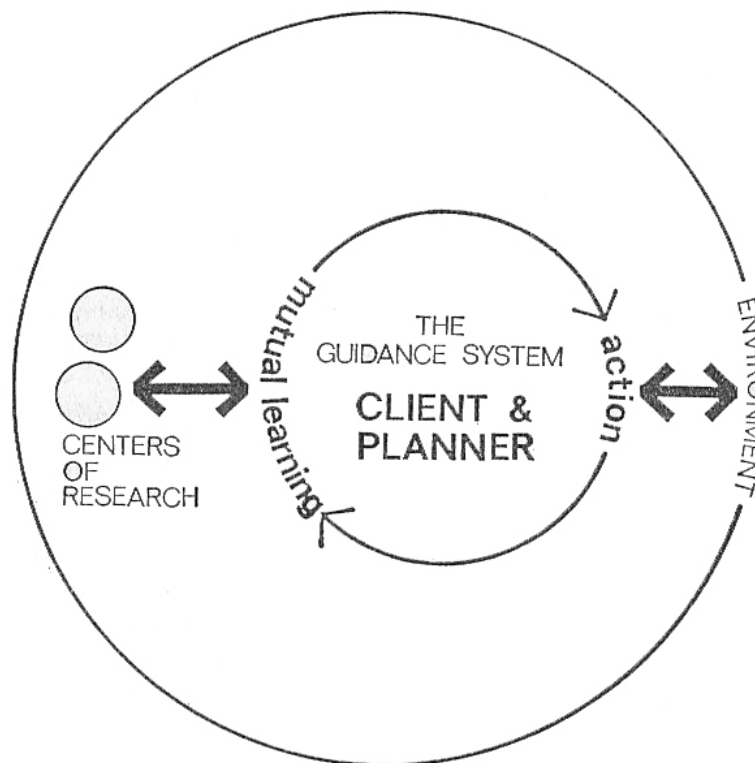 THE
GUIDANCE SYSTEM
CLIENT &
PLANNER
mutual learning
action
CENTERS
OF
RESEARCH
ENVIRONMENT